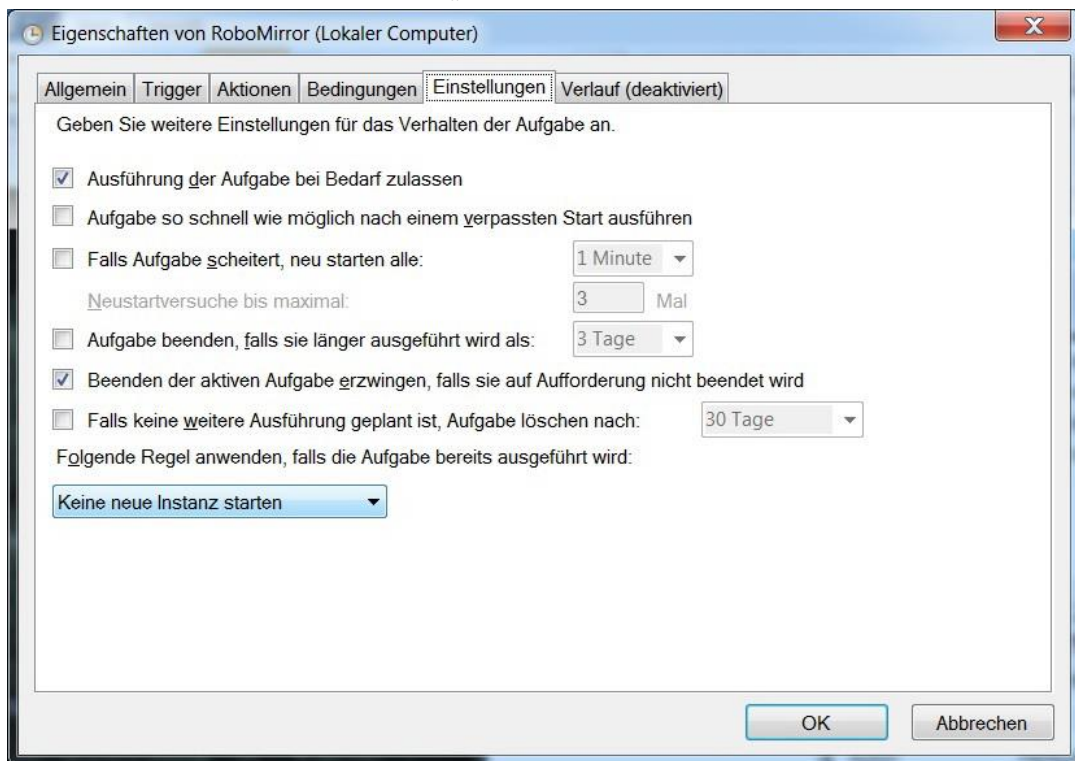 Eigenschaften von RoboMirror (Lokaler Computer)
X
Allgemein Trigger Aktionen Bedingungen Einstellungen Verlauf (deaktiviert)
Geben Sie weitere Einstellungen für das Verhalten der Aufgabe an.
Ausführung der Aufgabe bei Bedarf zulassen
Aufgabe so schnell wie möglich nach einem verpassten Start ausführen
Falls Aufgabe scheitert, neu starten alle: 1 Minute
Neustartversuche bis maximal: 3 Mal
Aufgabe beenden, falls sie länger ausgeführt wird als: 3 Tage
Beenden der aktiven Aufgabe erzwingen, falls sie auf Aufforderung nicht beendet wird
Falls keine weitere Ausführung geplant ist, Aufgabe löschen nach: 30 Tage
Folgende Regel anwenden, falls die Aufgabe bereits ausgeführt wird:
Keine neue Instanz starten
OK Abbrechen